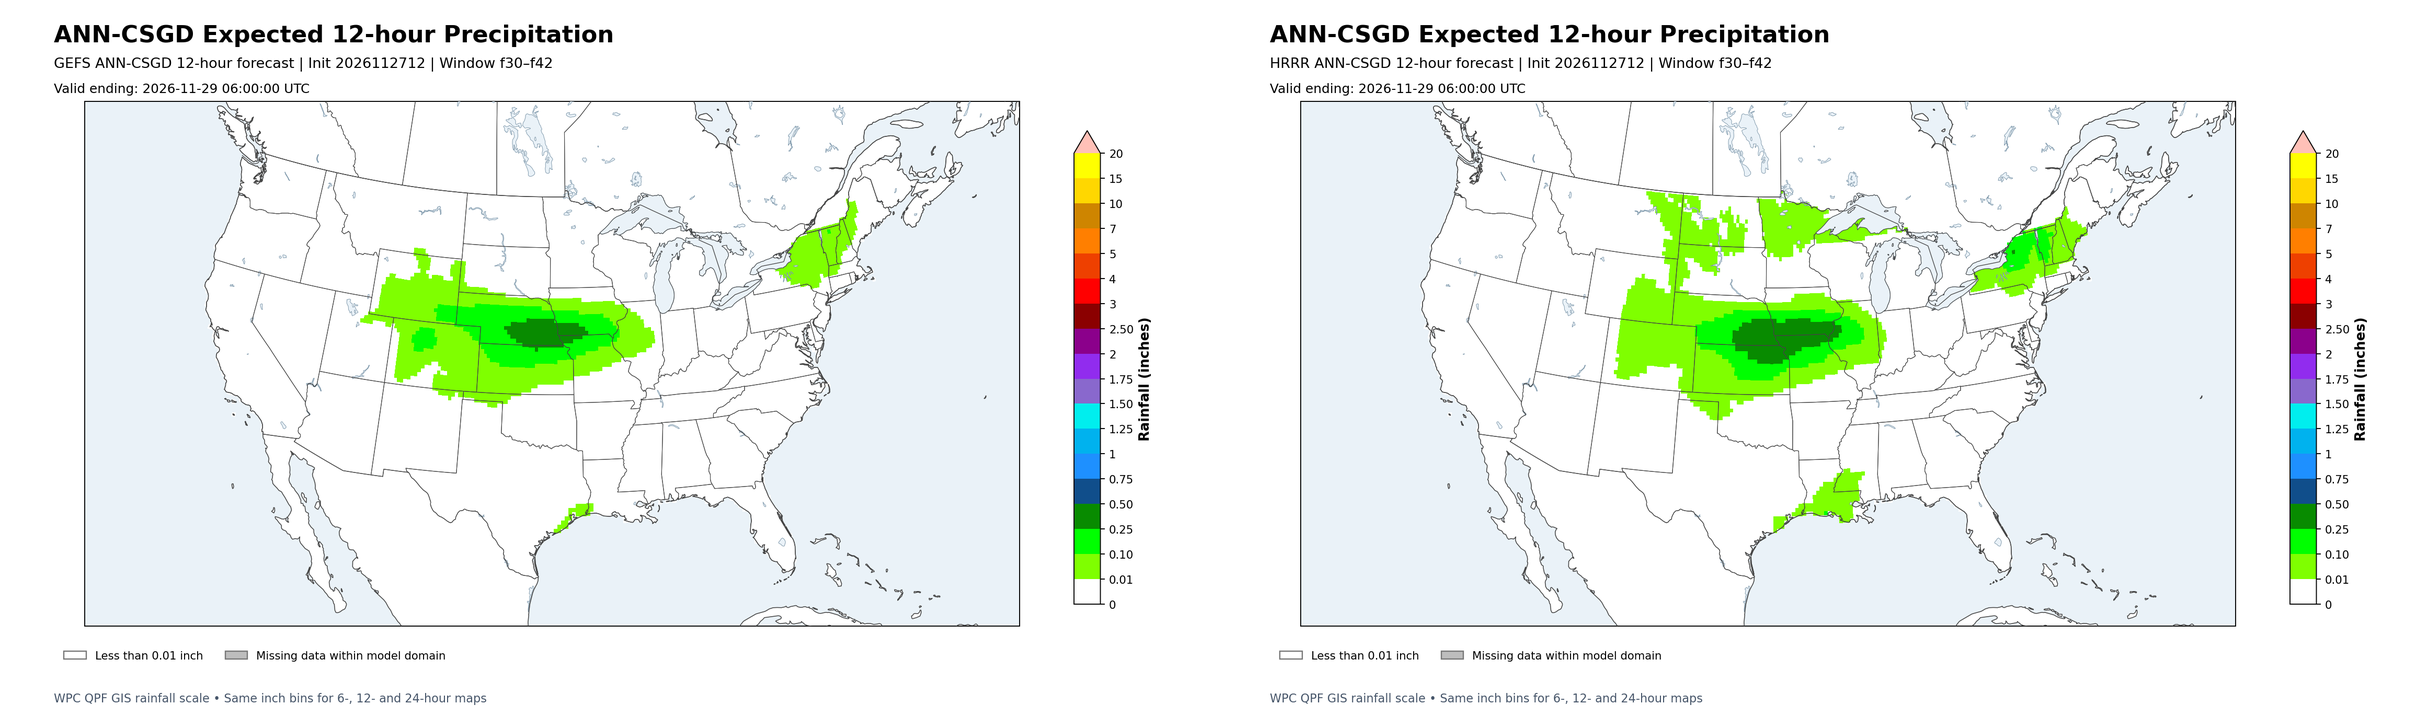 ANN-CSGD Expected 12-hour Precipitation
GEFS ANN-CSGD 12-hour forecast | Init 2026112712 | Window f30–f42
Valid ending: 2026-11-29 06:00:00 UTC
20
15
10
7
5
4
3
2.50
2
1.75
1.50
1.25
1
0.75
0.50
0.25
0.10
0.01
0
Rainfall (inches)
Less than 0.01 inch
Missing data within model domain
WPC QPF GIS rainfall scale • Same inch bins for 6-, 12- and 24-hour maps
ANN-CSGD Expected 12-hour Precipitation
HRRR ANN-CSGD 12-hour forecast | Init 2026112712 | Window f30–f42
Valid ending: 2026-11-29 06:00:00 UTC
20
15
10
7
5
4
3
2.50
2
1.75
1.50
1.25
1
0.75
0.50
0.25
0.10
0.01
0
Rainfall (inches)
Less than 0.01 inch
Missing data within model domain
WPC QPF GIS rainfall scale • Same inch bins for 6-, 12- and 24-hour maps